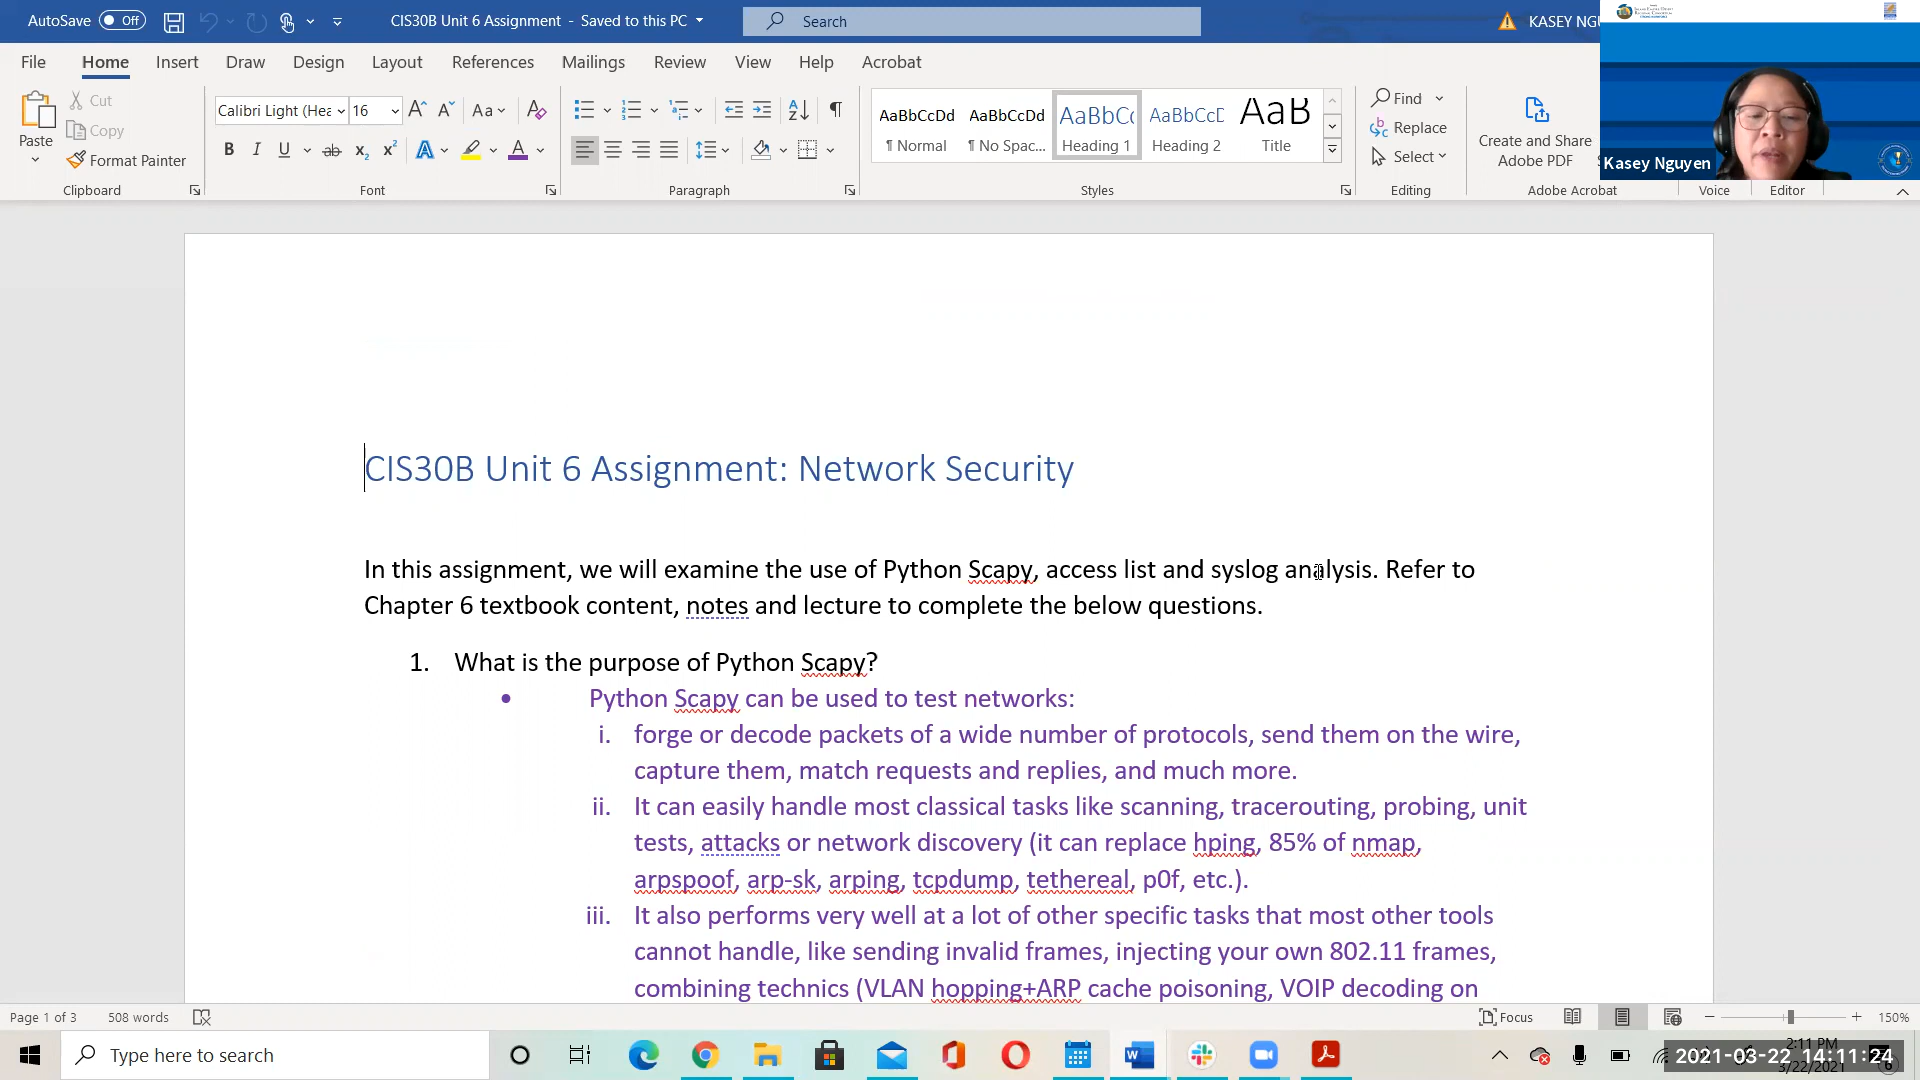 AutoSave Off CIS30B Unit 6 Assignment - Saved to this PC Search KASEY NGU
File Home Insert Draw Design Layout References Mailings Review View Help Acrobat
Paste Cut Copy Format Painter
Calibri Light (Hea 16
AaBbCcDd AaBbCcDd AaBbCc AaBbCcD AaB
¶ Normal ¶ No Spac... Heading 1 Heading 2 Title
Find Replace Select
Create and Share
Adobe PDF
Kasey Nguyen
Clipboard Font Paragraph Styles Editing Adobe Acrobat Voice Editor
CIS30B Unit 6 Assignment: Network Security
In this assignment, we will examine the use of Python Scapy, access list and syslog analysis. Refer to
Chapter 6 textbook content, notes and lecture to complete the below questions.
1. What is the purpose of Python Scapy?
• Python Scapy can be used to test networks:
i. forge or decode packets of a wide number of protocols, send them on the wire,
capture them, match requests and replies, and much more.
ii. It can easily handle most classical tasks like scanning, tracerouting, probing, unit
tests, attacks or network discovery (it can replace hping, 85% of nmap,
arpspoof, arp-sk, arping, tcpdump, tethereal, p0f, etc.).
iii. It also performs very well at a lot of other specific tasks that most other tools
cannot handle, like sending invalid frames, injecting your own 802.11 frames,
combining technics (VLAN hopping+ARP cache poisoning, VOIP decoding on
Page 1 of 3 508 words Focus 150%
Type here to search
2:11 PM
2021-03-22 14:11:24
3/22/2021